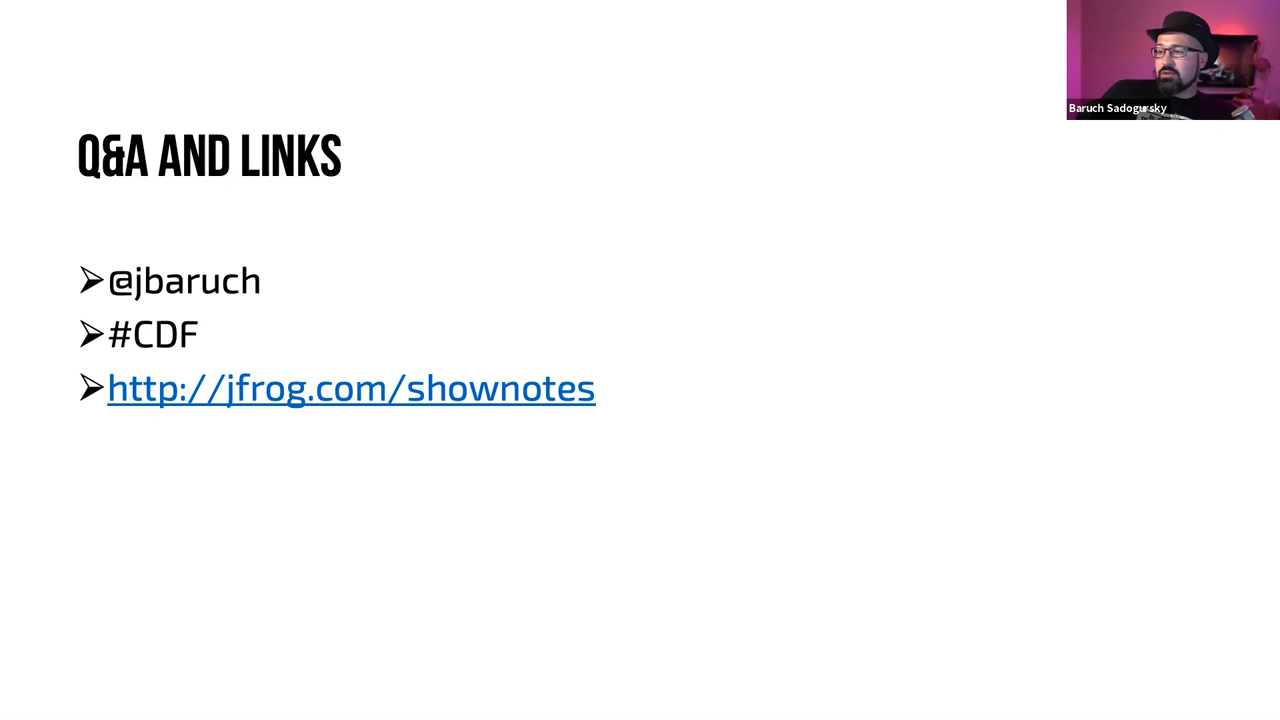 Baruch Sadogursky
Q&A AND LINKS
➢@jbaruch
➢#CDF
➢http://jfrog.com/shownotes